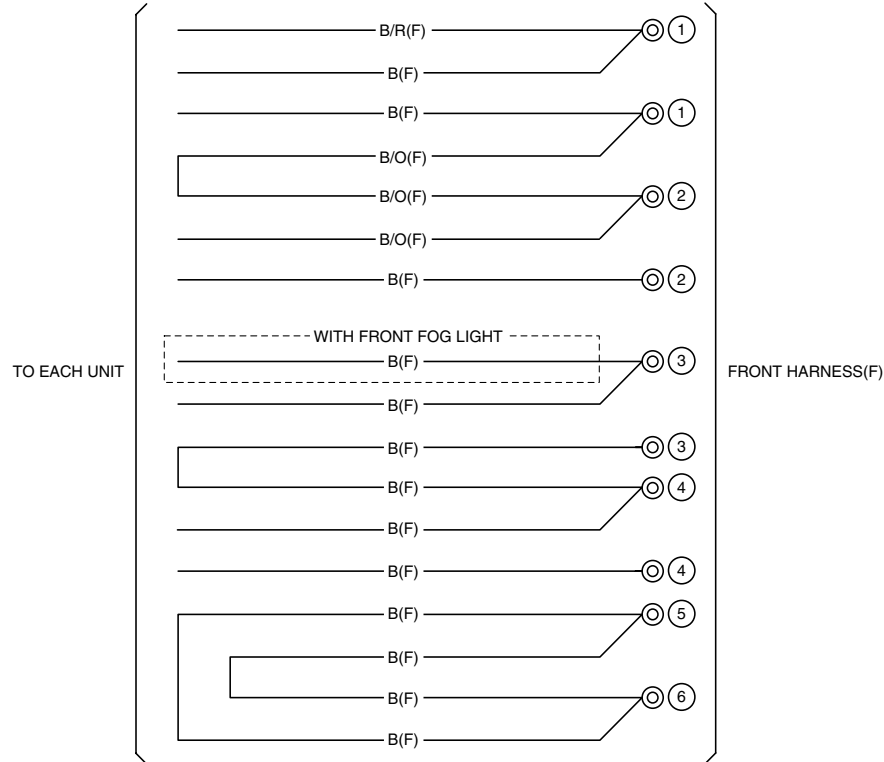 B/R(F) 1
B(F)
B(F) 1
B/O(F)
B/O(F) 2
B/O(F)
B(F) 2
WITH FRONT FOG LIGHT
B(F) 3
TO EACH UNIT
FRONT HARNESS(F)
B(F)
B(F) 3
B(F) 4
B(F)
B(F) 4
B(F) 5
B(F)
B(F) 6
B(F)